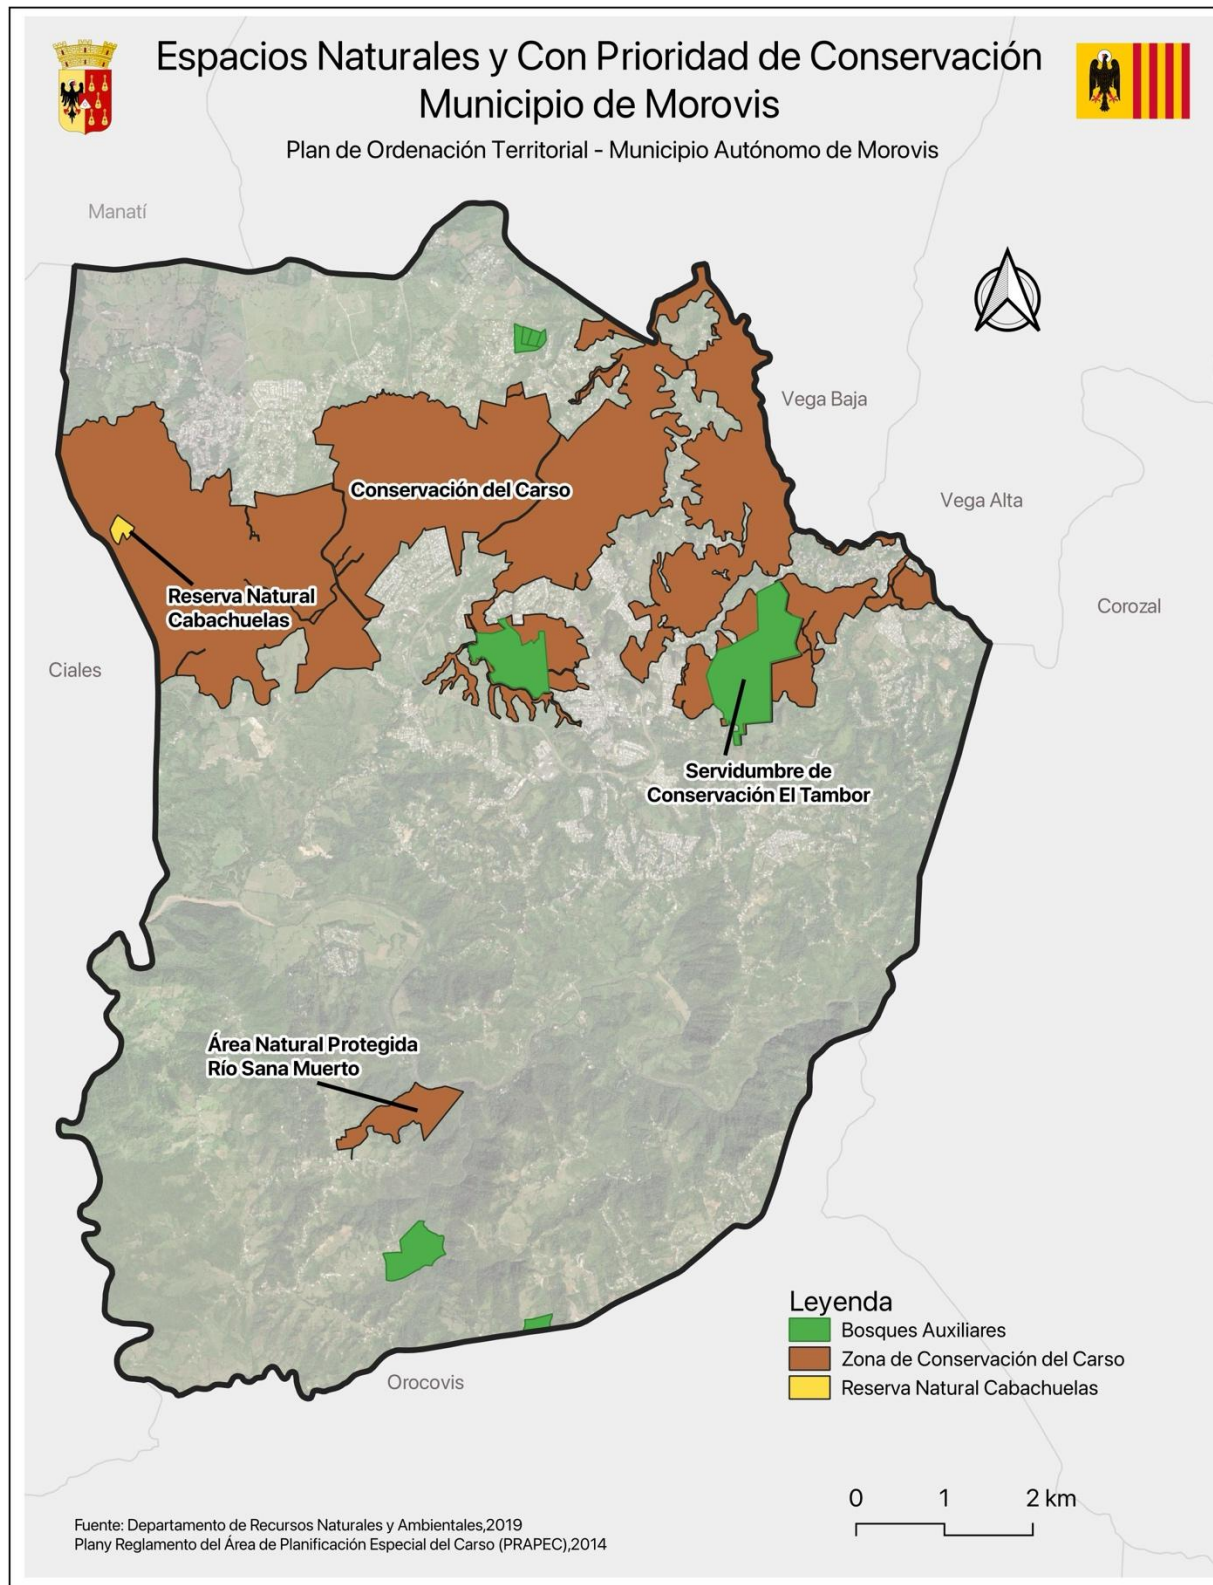 Espacios Naturales y Con Prioridad de Conservación
Municipio de Morovis
Plan de Ordenación Territorial - Municipio Autónomo de Morovis
Manatí
Vega Baja
Vega Alta
Conservación del Carso
Reserva Natural
Cabachuelas
Corozal
Ciales
Servidumbre de
Conservación El Tambor
Área Natural Protegida
Río Sana Muerto
Orocovis
Leyenda
Bosques Auxiliares
Zona de Conservación del Carso
Reserva Natural Cabachuelas
0 1 2 km
Fuente: Departamento de Recursos Naturales y Ambientales,2019
Plany Reglamento del Área de Planificación Especial del Carso (PRAPEC),2014